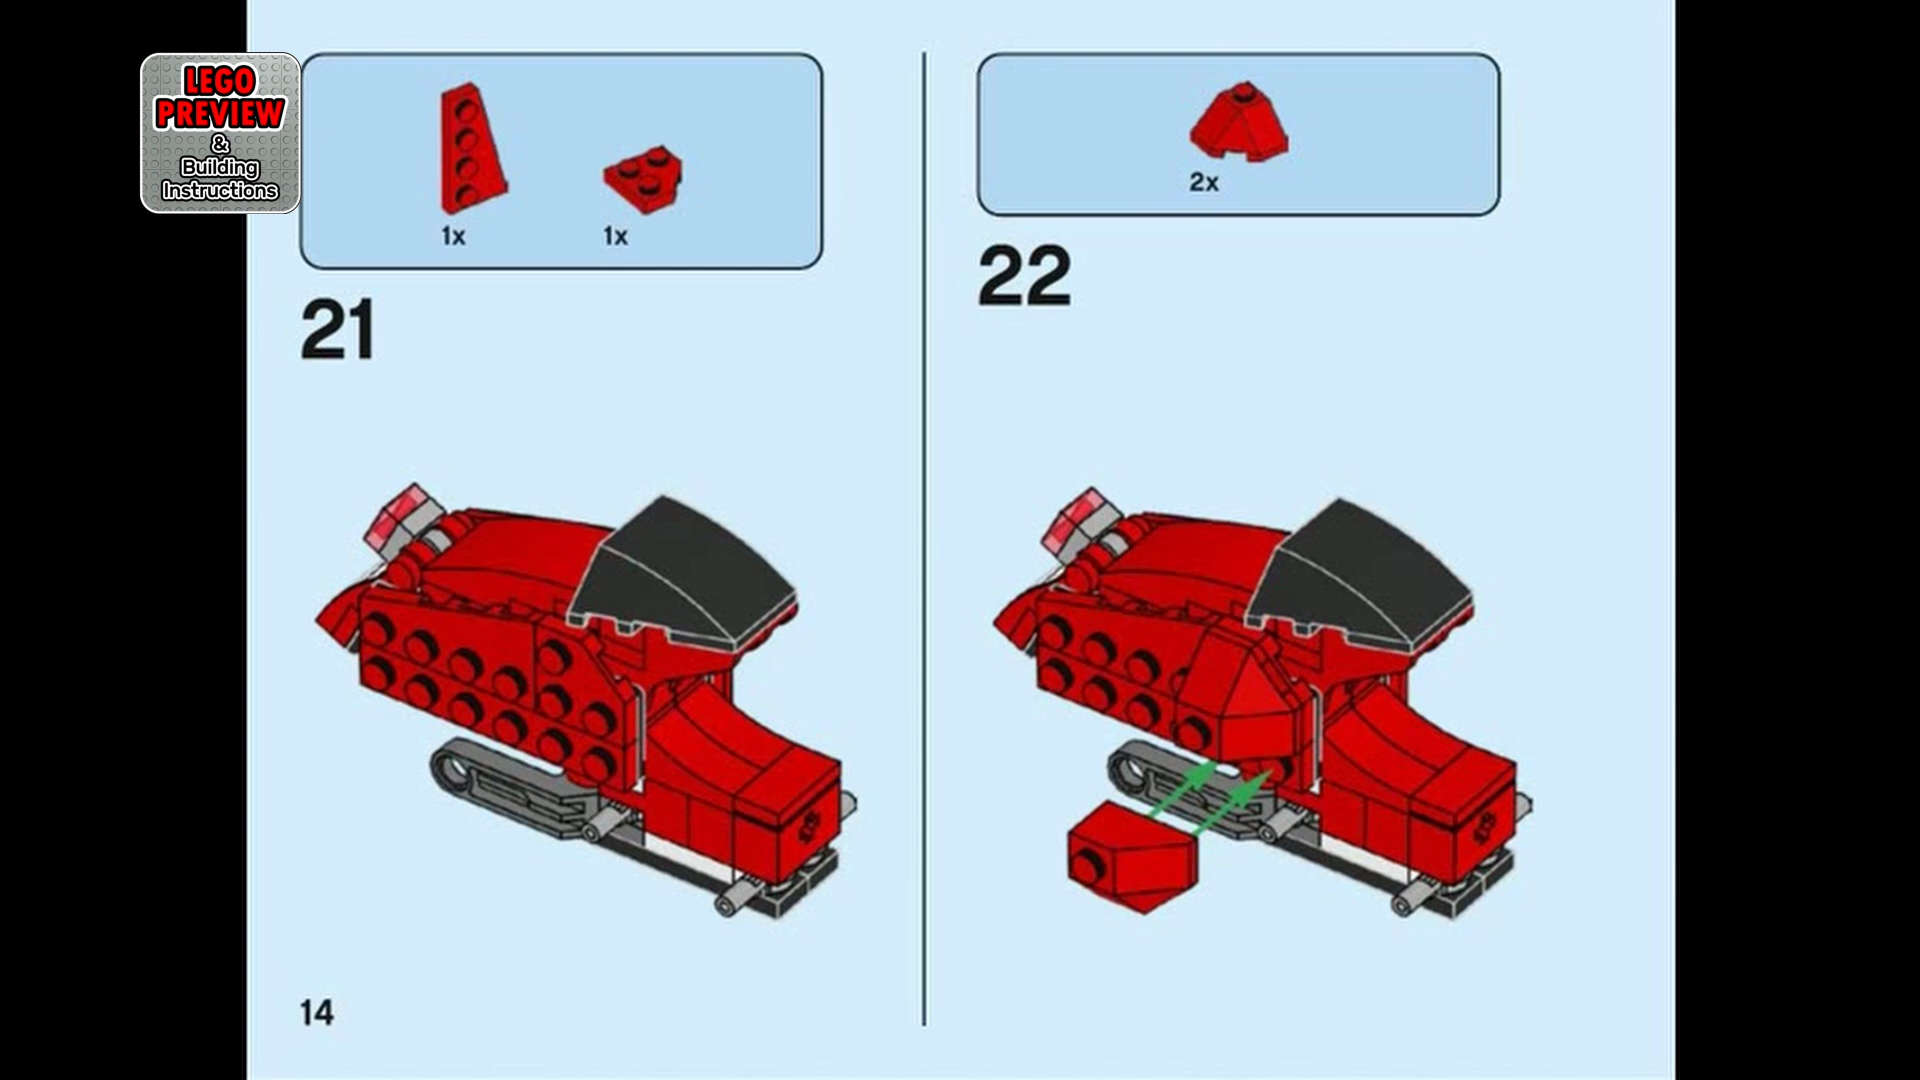 LEGO
PREVIEW
&
Building
Instructions
1x
1x
21
2x
22
14